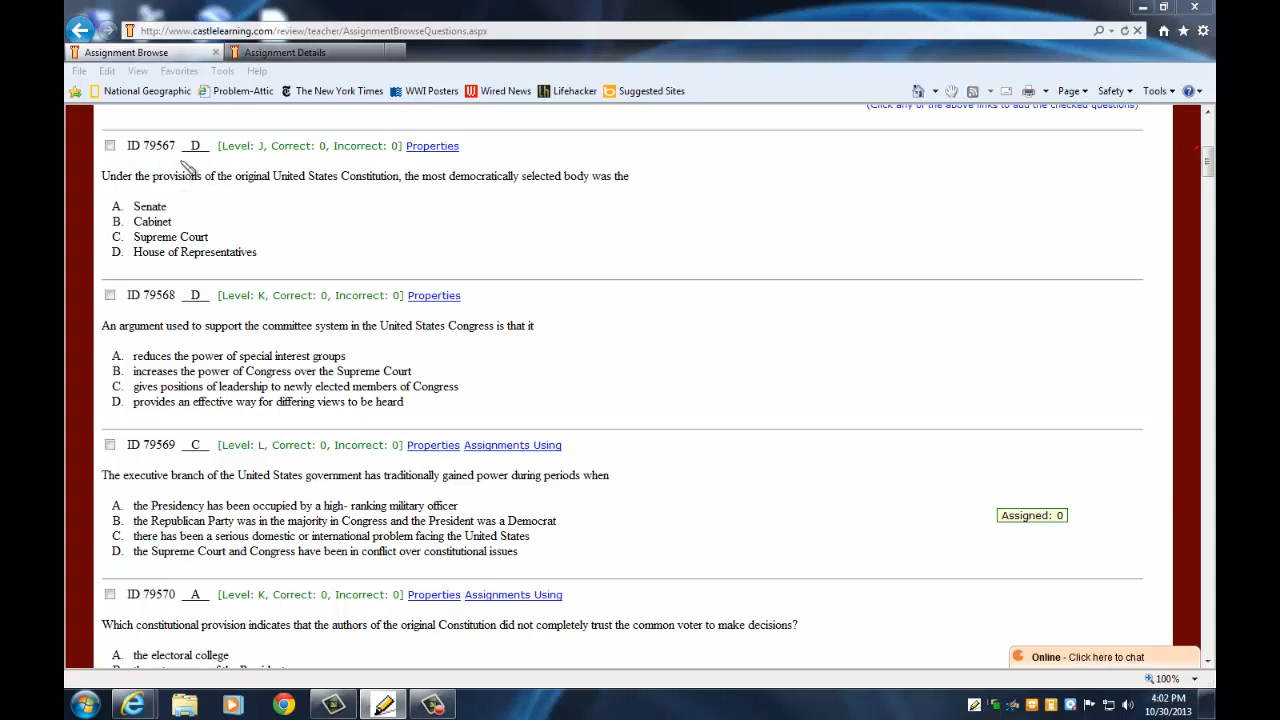 http://www.castlelearning.com/review/teacher/AssignmentBrowseQuestions.aspx
Assignment Browse
Assignment Details
File Edit View Favorites Tools Help
National Geographic Problem-Attic The New York Times WWI Posters Wired News Lifehacker Suggested Sites Page Safety Tools
(Click any of the above links to add the checked questions)
ID 79567 D [Level: J, Correct: 0, Incorrect: 0] Properties
Under the provisions of the original United States Constitution, the most democratically selected body was the
A. Senate
B. Cabinet
C. Supreme Court
D. House of Representatives
ID 79568 D [Level: K, Correct: 0, Incorrect: 0] Properties
An argument used to support the committee system in the United States Congress is that it
A. reduces the power of special interest groups
B. increases the power of Congress over the Supreme Court
C. gives positions of leadership to newly elected members of Congress
D. provides an effective way for differing views to be heard
ID 79569 C [Level: L, Correct: 0, Incorrect: 0] Properties Assignments Using
The executive branch of the United States government has traditionally gained power during periods when
A. the Presidency has been occupied by a high- ranking military officer
B. the Republican Party was in the majority in Congress and the President was a Democrat
C. there has been a serious domestic or international problem facing the United States
D. the Supreme Court and Congress have been in conflict over constitutional issues
Assigned: 0
ID 79570 A [Level: K, Correct: 0, Incorrect: 0] Properties Assignments Using
Which constitutional provision indicates that the authors of the original Constitution did not completely trust the common voter to make decisions?
A. the electoral college
Online - Click here to chat
100%
4:02 PM
10/30/2013